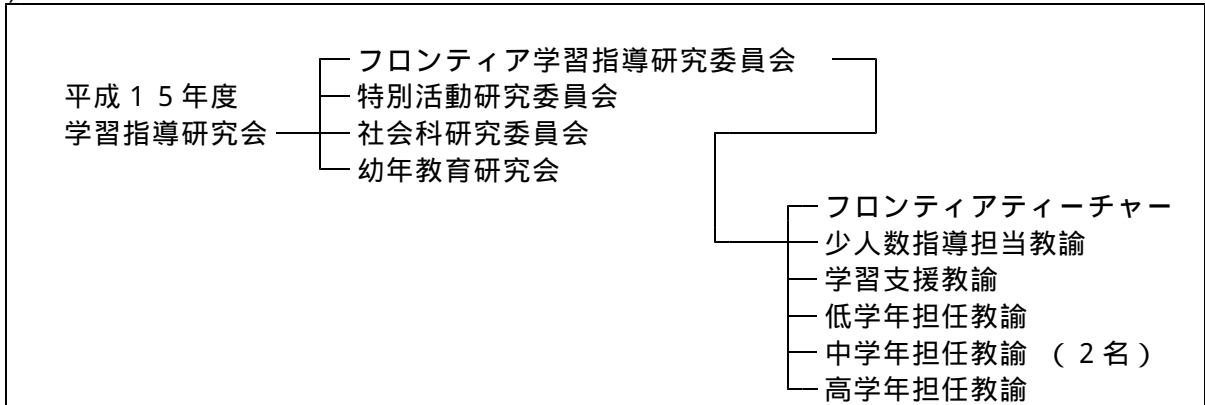 フロンティア学習指導研究委員会
平成１５年度
特別活動研究委員会
学習指導研究会
社会科研究委員会
幼年教育研究会
フロンティアティーチャー
少人数指導担当教諭
学習支援教諭
低学年担任教諭
中学年担任教諭 （２名）
高学年担任教諭